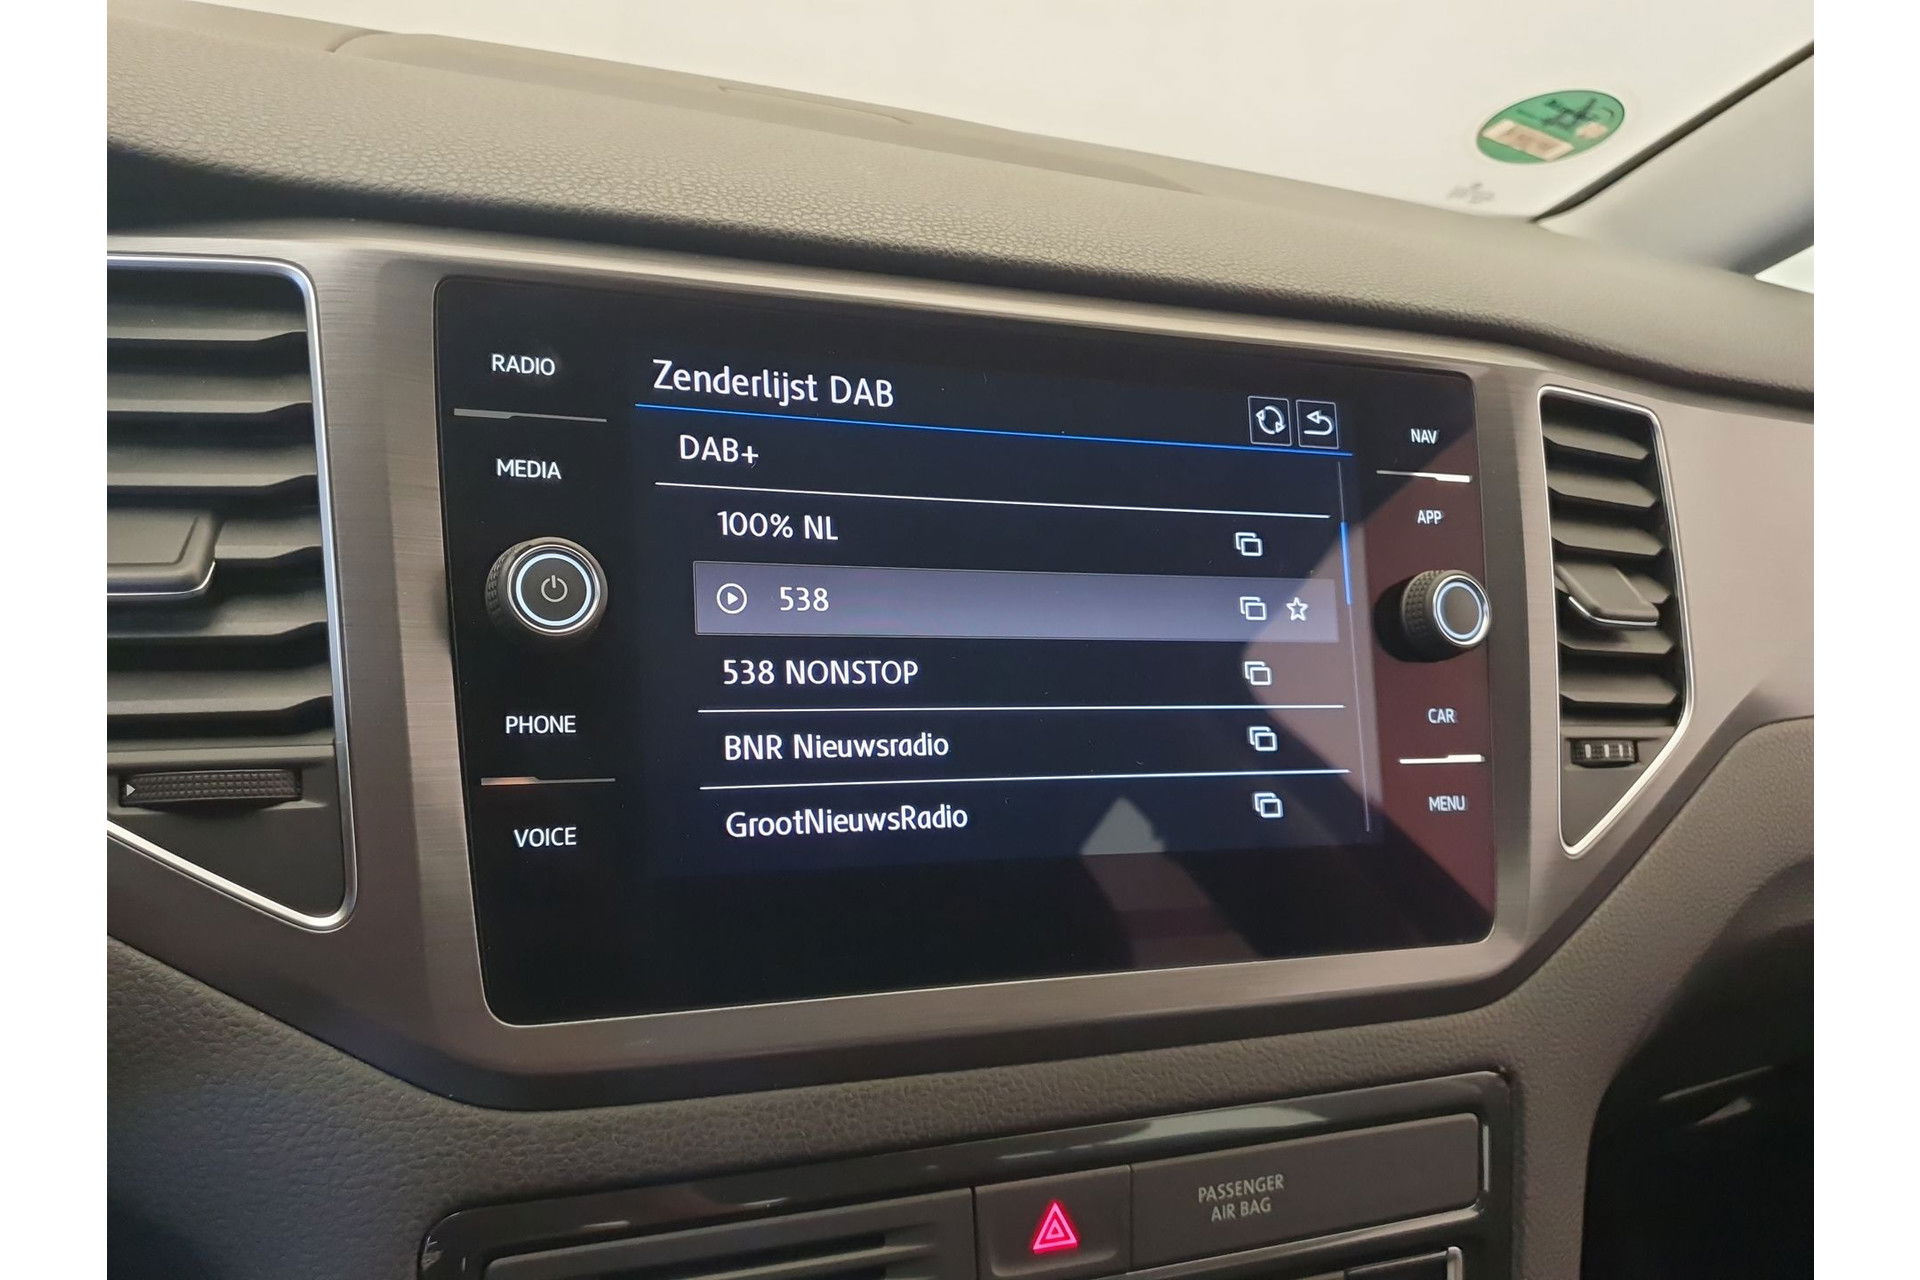 RADIO
MEDIA
PHONE
VOICE
Zenderlijst DAB
DAB+
100% NL
538
538 NONSTOP
BNR Nieuwsradio
GrootNieuwsRadio
NAV
APP
CAR
MENU
PASSENGER
AIR BAG